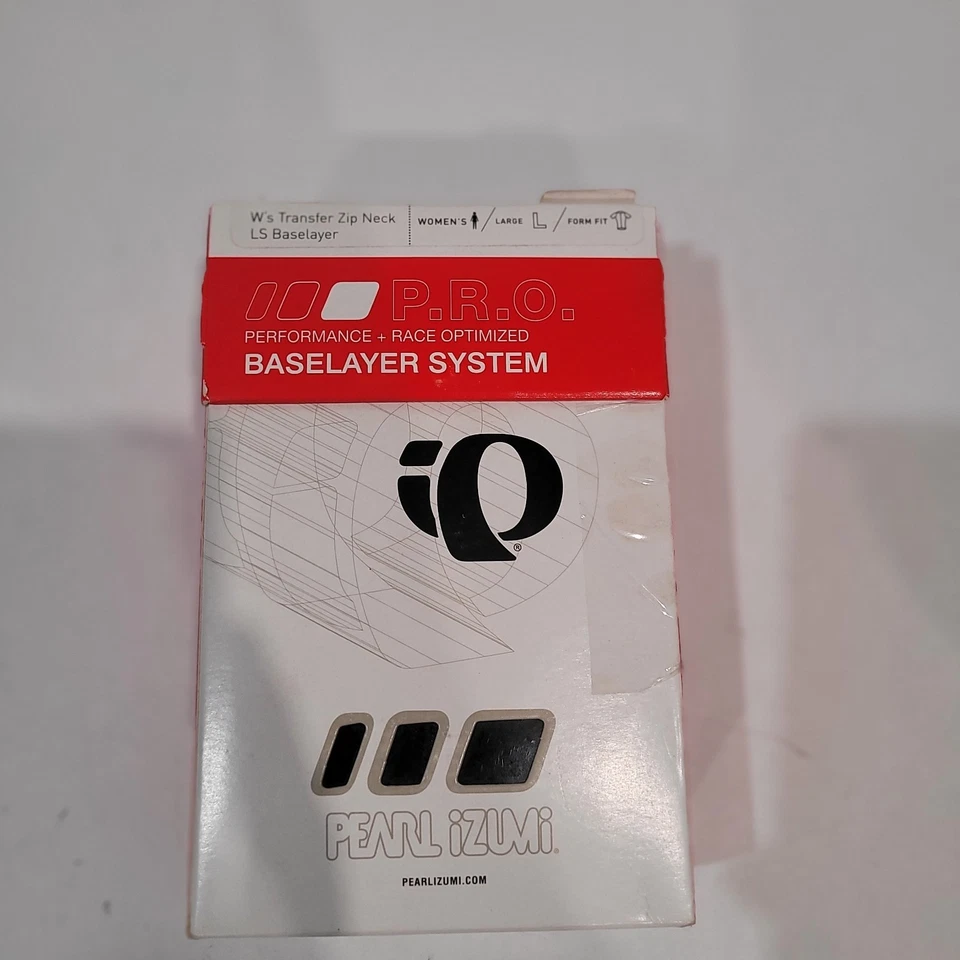 W's Transfer Zip Neck
LS Baselayer
WOMEN'S / LARGE L / FORM FIT
P.R.O.
PERFORMANCE + RACE OPTIMIZED
BASELAYER SYSTEM
iQ®
PEARL iZUMi®
PEARLIZUMI.COM